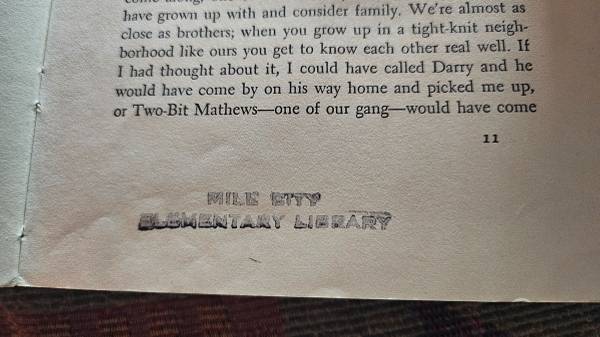 have grown up with and consider family. We're almost as
close as brothers; when you grow up in a tight-knit neigh-
borhood like ours you get to know each other real well. If
I had thought about it, I could have called Darry and he
would have come by on his way home and picked me up,
or Two-Bit Mathews—one of our gang—would have come
11
CITY
ELEMENTARY LIBRARY